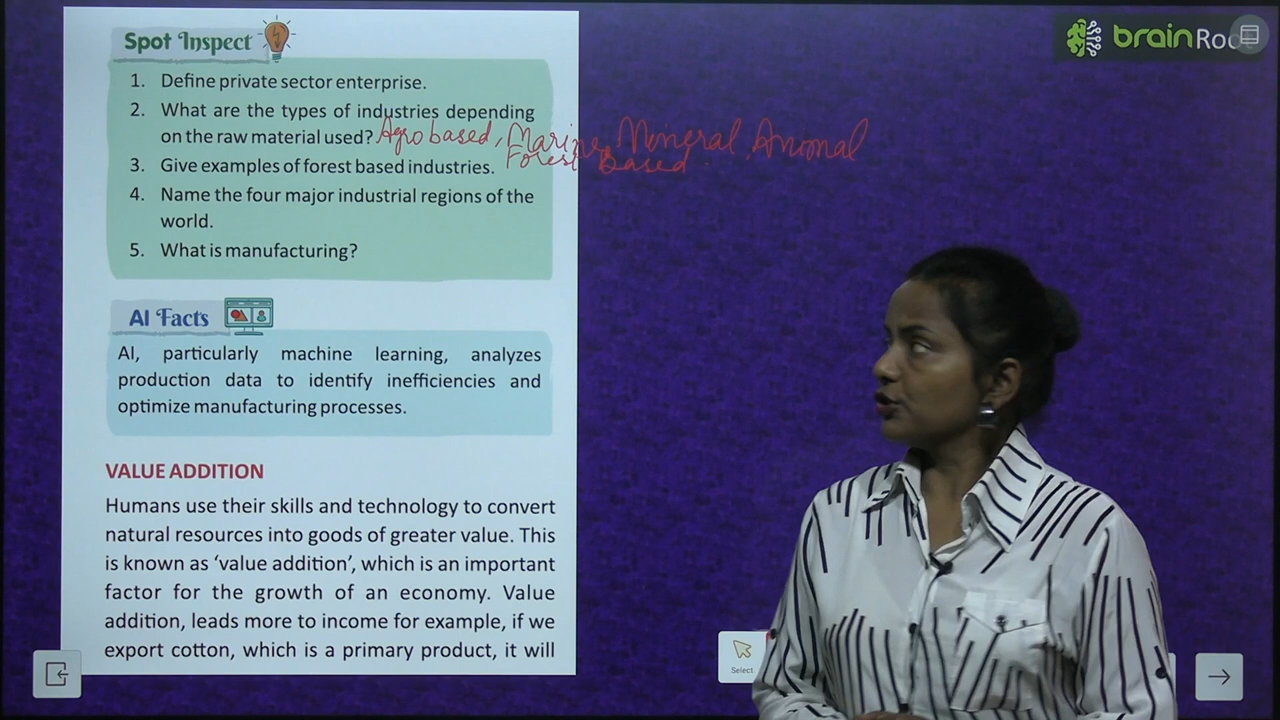 Spot Inspect
brainRoot
1. Define private sector enterprise.
2. What are the types of industries depending
on the raw material used? Agrobased, Marine, Mineral, Animal
Forest Based.
3. Give examples of forest based industries.
4. Name the four major industrial regions of the
world.
5. What is manufacturing?
AI Facts
AI, particularly machine learning, analyzes
production data to identify inefficiencies and
optimize manufacturing processes.
VALUE ADDITION
Humans use their skills and technology to convert
natural resources into goods of greater value. This
is known as ‘value addition’, which is an important
factor for the growth of an economy. Value
addition, leads more to income for example, if we
export cotton, which is a primary product, it will
Select